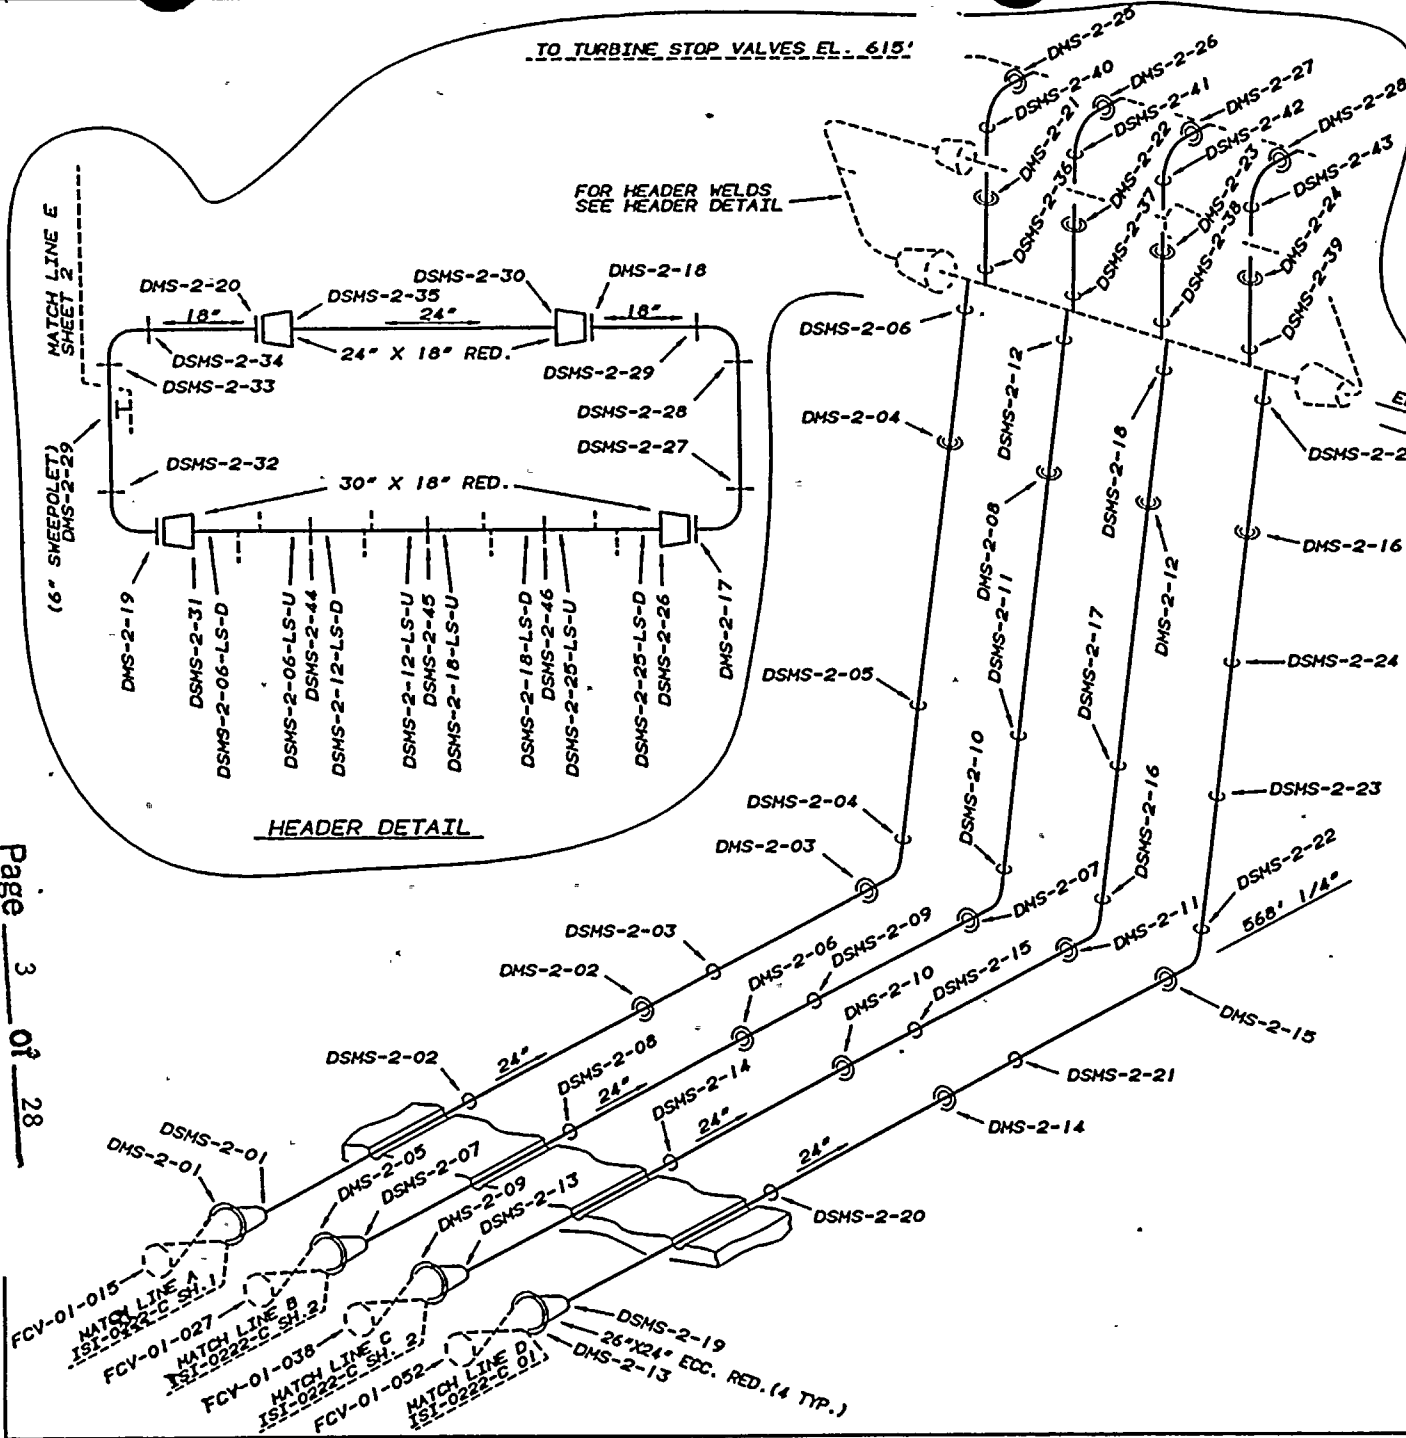 TO TURBINE STOP VALVES EL. 615'
DMS-2-25
DSMS-2-40
DMS-2-26
DMS-2-21
DSMS-2-41
DMS-2-27
DSMS-2-36
DMS-2-22
DSMS-2-42
DMS-2-28
DSMS-2-37
DMS-2-23
DSMS-2-43
DSMS-2-38
DMS-2-24
DSMS-2-39
FOR HEADER WELDS
SEE HEADER DETAIL
MATCH LINE E
SHEET 2
DMS-2-20
DSMS-2-35
DSMS-2-30
DMS-2-18
18"
24"
18"
24" X 18" RED.
DSMS-2-34
DSMS-2-33
DSMS-2-29
DSMS-2-28
DSMS-2-27
DSMS-2-32
30" X 18" RED.
(6" SWEEPOLET)
DMS-2-29
DMS-2-19
DSMS-2-31
DSMS-2-06-LS-D
DSMS-2-06-LS-U
DSMS-2-44
DSMS-2-12-LS-D
DSMS-2-12-LS-U
DSMS-2-45
DSMS-2-18-LS-U
DSMS-2-18-LS-D
DSMS-2-46
DSMS-2-25-LS-U
DSMS-2-25-LS-D
DSMS-2-26
DMS-2-17
HEADER DETAIL
DSMS-2-06
DSMS-2-12
DSMS-2-18
DSMS-2-2
DMS-2-04
DMS-2-08
DMS-2-12
DMS-2-16
DSMS-2-05
DSMS-2-11
DSMS-2-17
DSMS-2-24
DSMS-2-04
DSMS-2-10
DSMS-2-16
DSMS-2-23
DMS-2-03
DMS-2-07
DMS-2-11
DSMS-2-22
568' 1/4"
DSMS-2-03
DSMS-2-09
DSMS-2-15
DMS-2-15
DMS-2-02
DMS-2-06
DMS-2-10
DSMS-2-21
DMS-2-14
DSMS-2-02
24"
DSMS-2-08
24"
DSMS-2-14
24"
24"
DSMS-2-20
DSMS-2-01
DMS-2-01
DMS-2-05
DSMS-2-07
DMS-2-09
DSMS-2-13
DSMS-2-19
26"X24" ECC. RED.(4 TYP.)
DMS-2-13
FCV-01-015
MATCH LINE A
ISI-0222-C SH.1
FCV-01-027
MATCH LINE B
ISI-0222-C SH.2
FCV-01-038
MATCH LINE C
ISI-0222-C SH. 2
FCV-01-052
MATCH LINE D
ISI-0222-C 01
Page 3 of 28